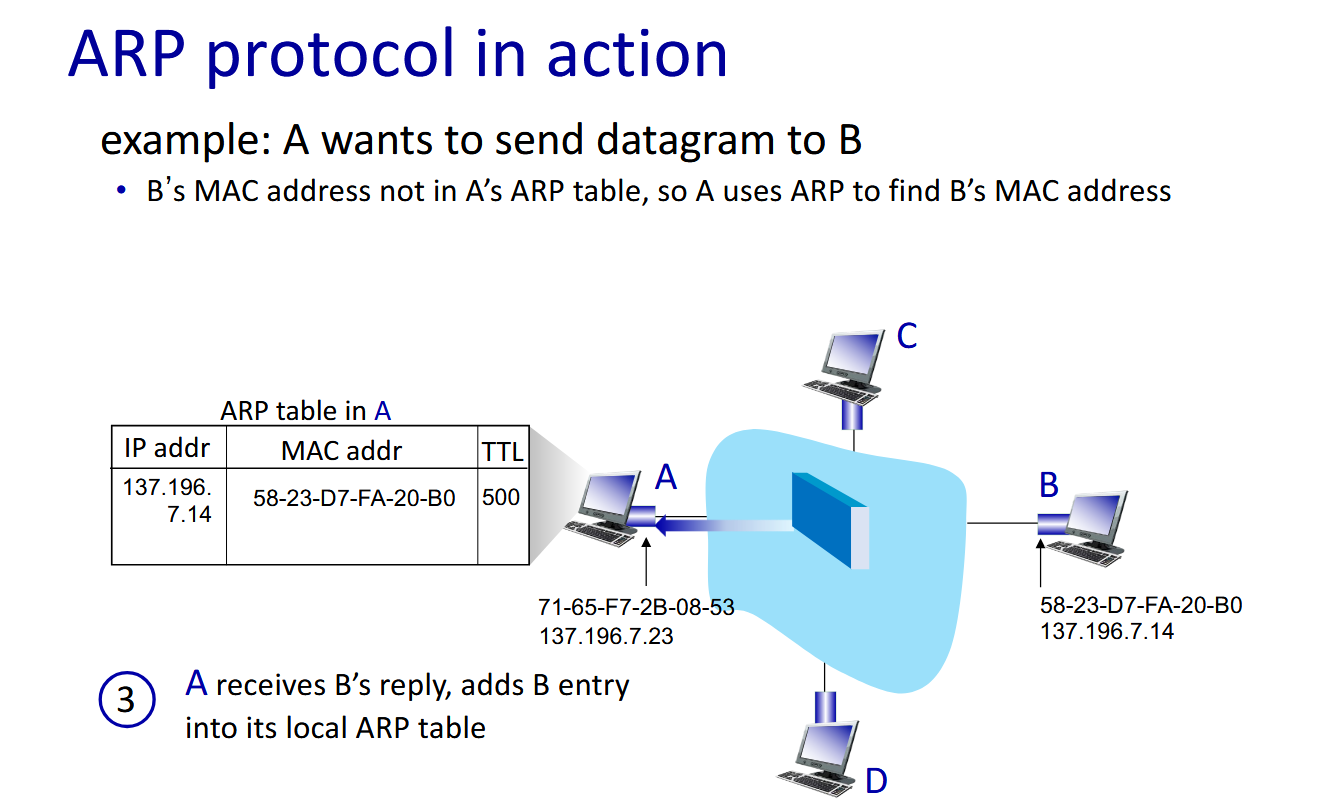 ARP protocol in action
example: A wants to send datagram to B
• B’s MAC address not in A’s ARP table, so A uses ARP to find B’s MAC address
C
ARP table in A
IP addr MAC addr TTL
137.196.
7.14
58-23-D7-FA-20-B0 500
A
B
71-65-F7-2B-08-53
137.196.7.23
58-23-D7-FA-20-B0
137.196.7.14
3
A receives B’s reply, adds B entry
into its local ARP table
D